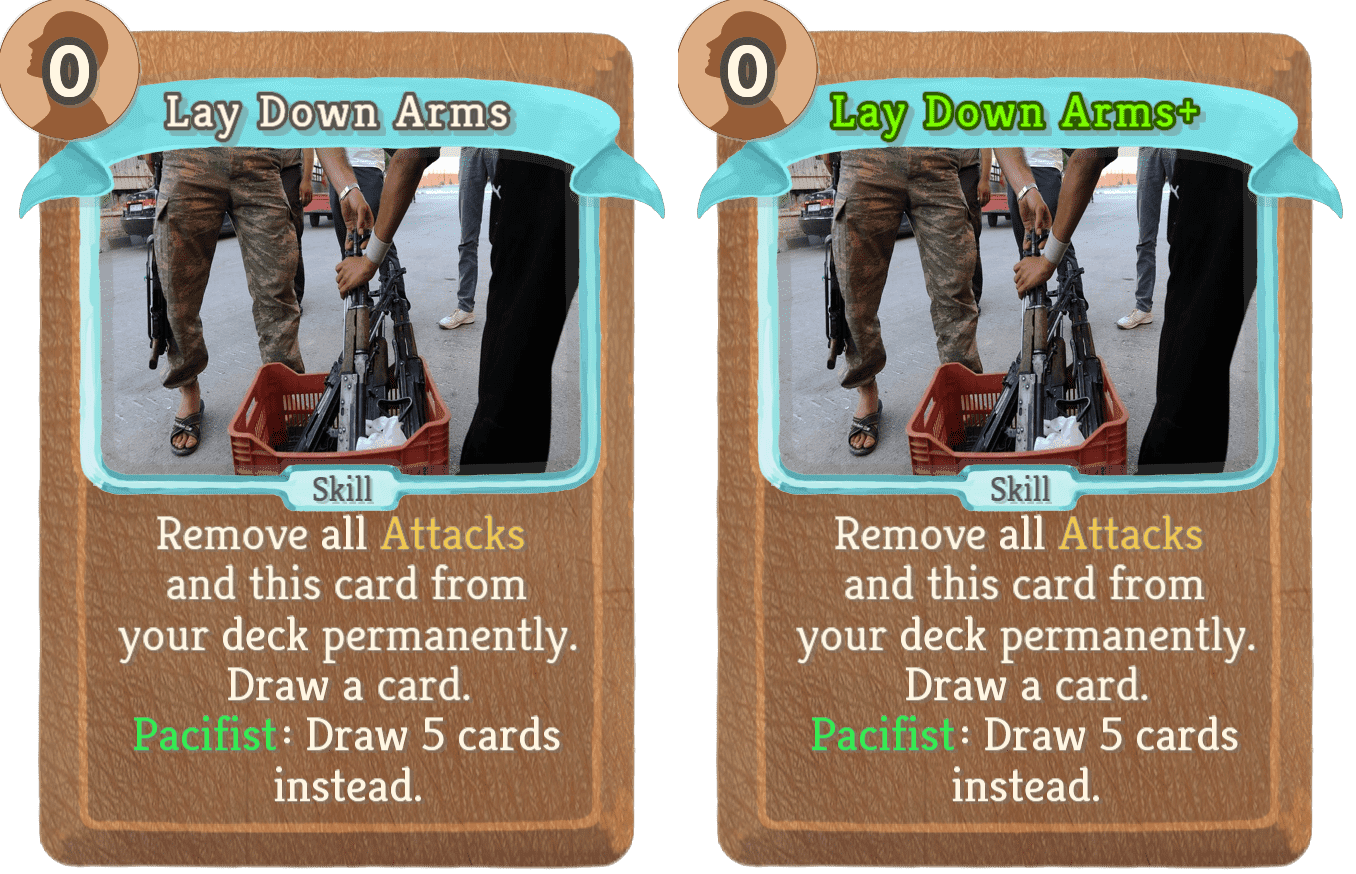 0
Lay Down Arms
Skill
Remove all Attacks
and this card from
your deck permanently.
Draw a card.
Pacifist: Draw 5 cards
instead.
0
Lay Down Arms+
Skill
Remove all Attacks
and this card from
your deck permanently.
Draw a card.
Pacifist: Draw 5 cards
instead.